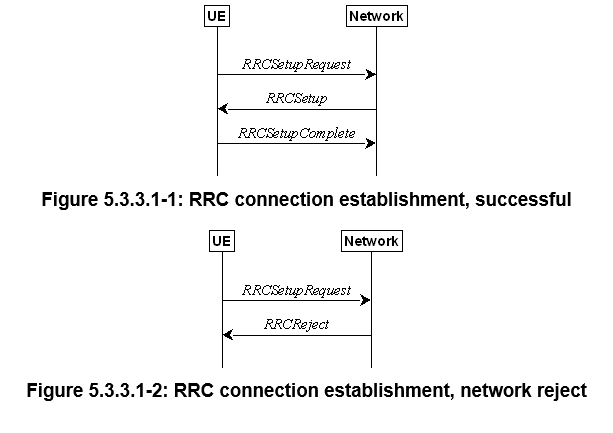 UE Network
RRCSetupRequest
RRCSetup
RRCSetupComplete
Figure 5.3.3.1-1: RRC connection establishment, successful
UE Network
RRCSetupRequest
RRCReject
Figure 5.3.3.1-2: RRC connection establishment, network reject